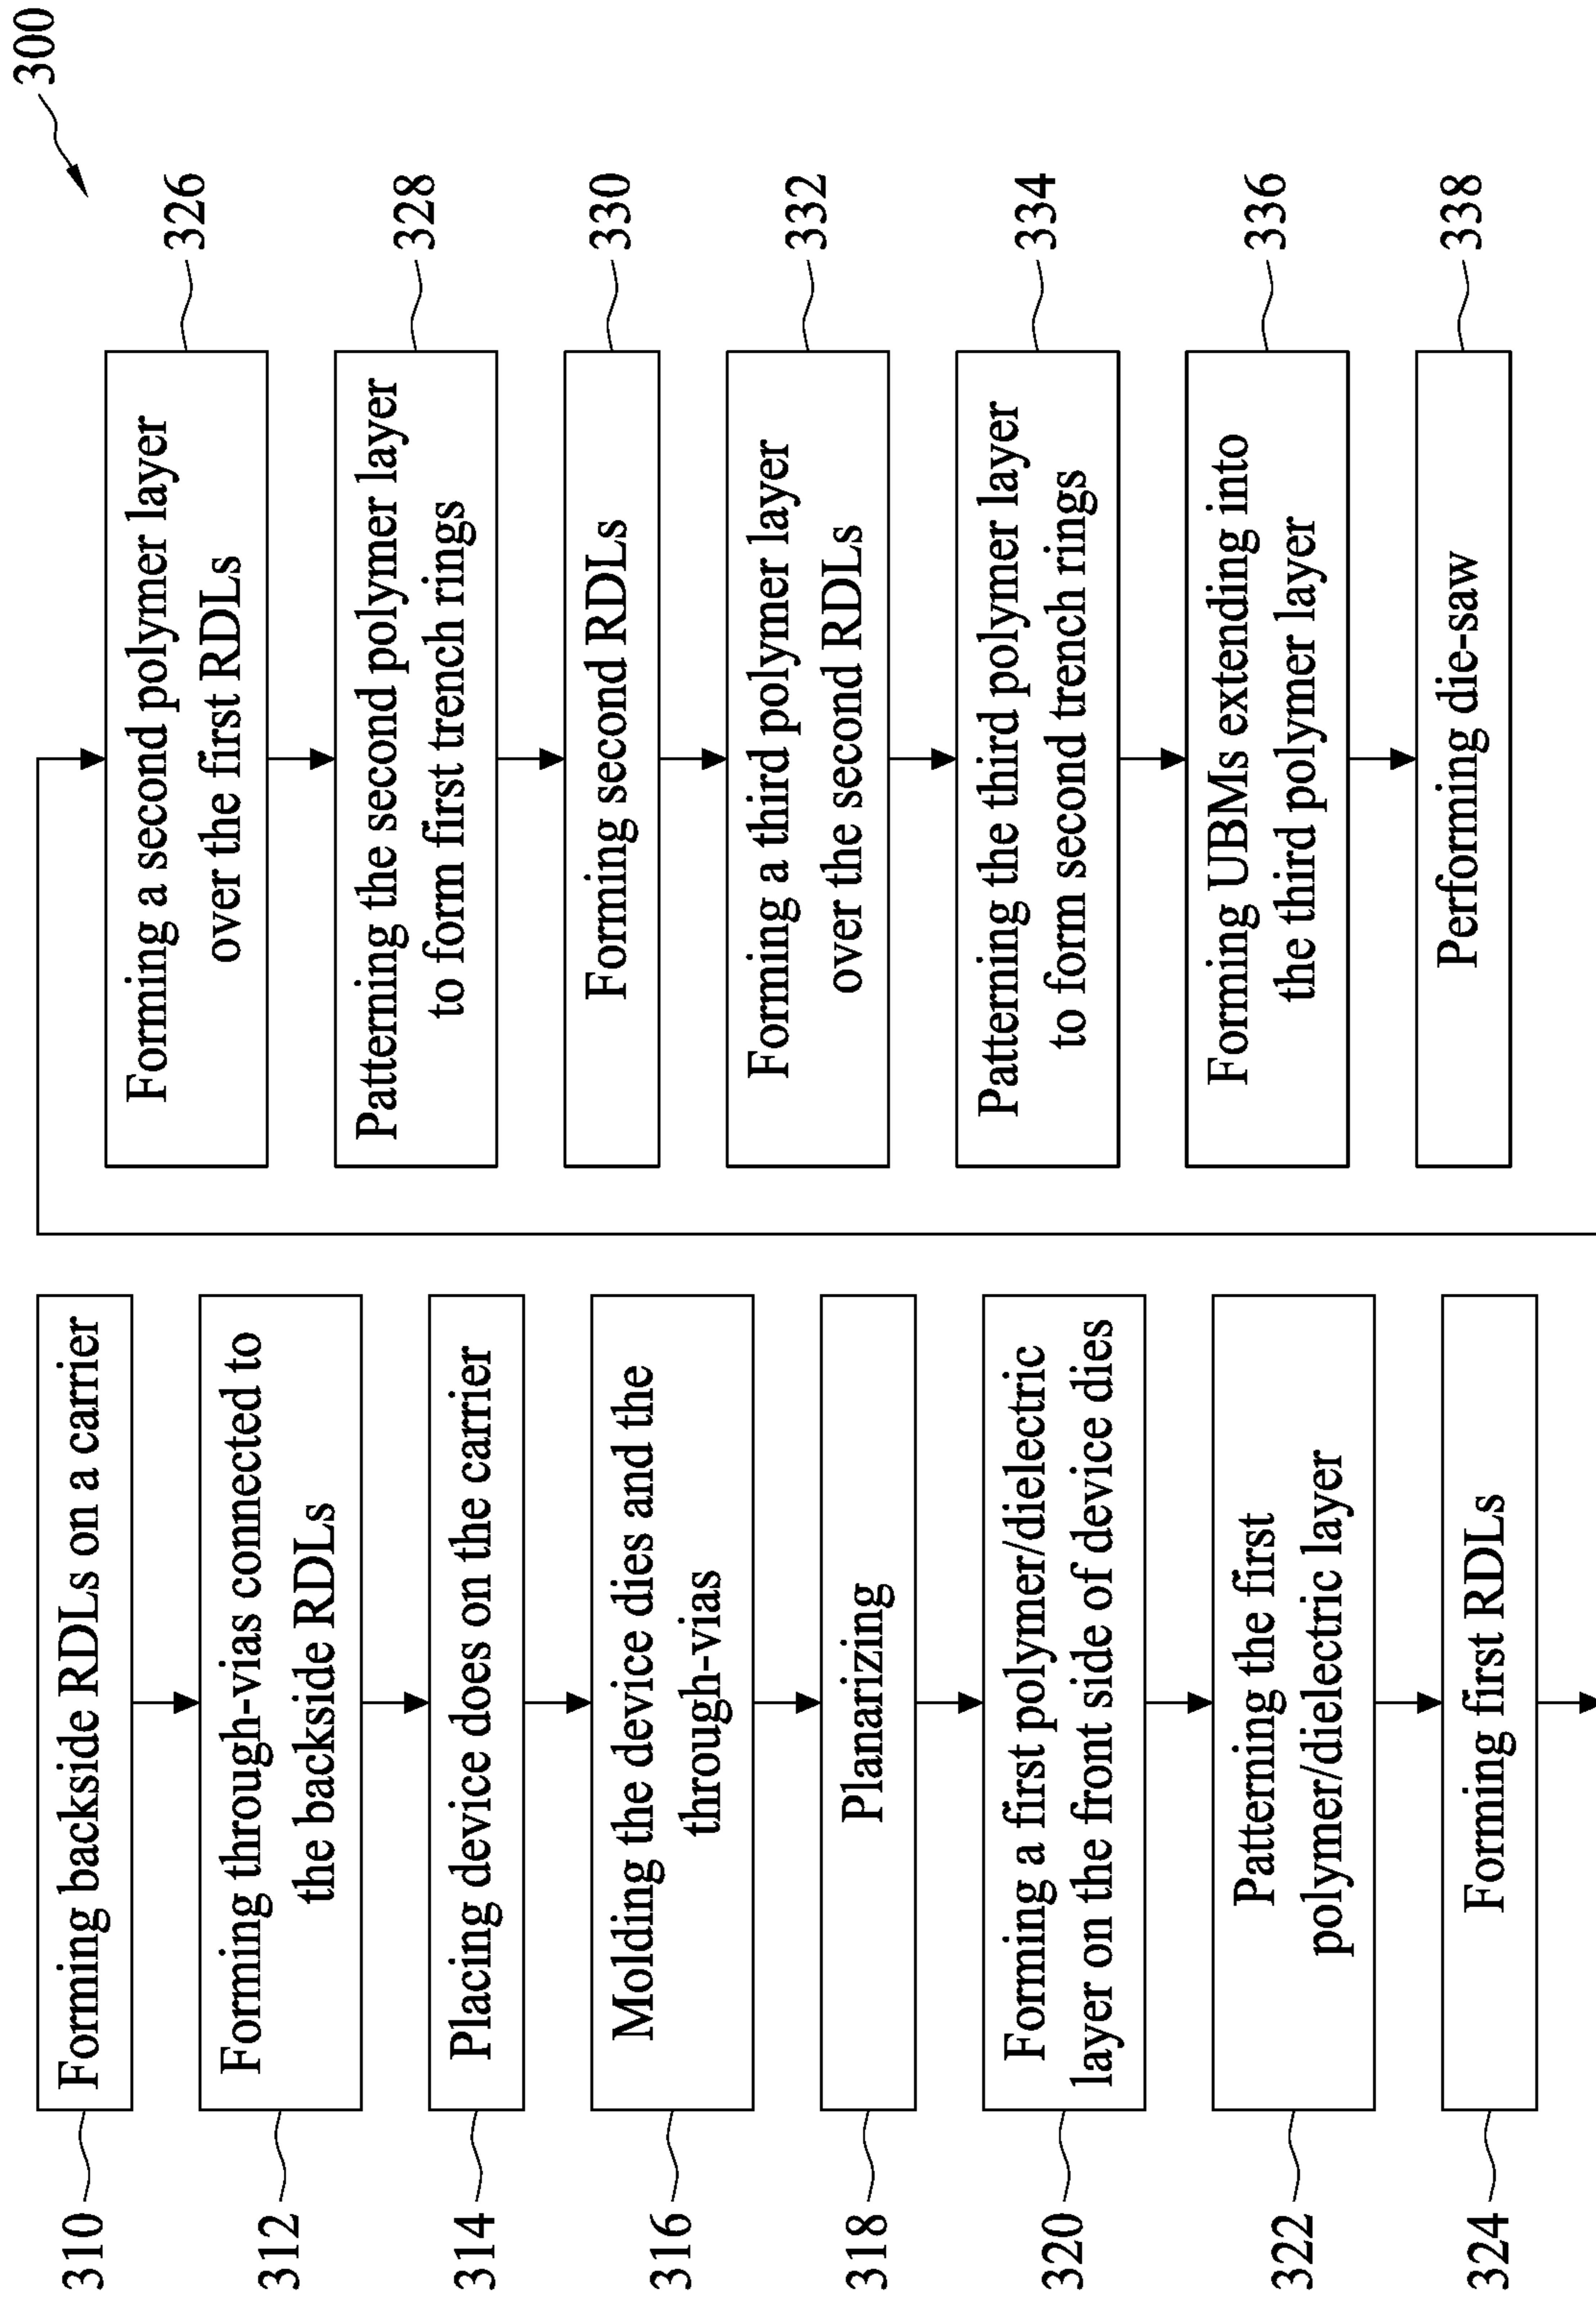 300
310
Forming backside RDLs on a carrier
312
Forming through-vias connected to
the backside RDLs
314
Placing device does on the carrier
316
Molding the device dies and the
through-vias
318
Planarizing
320
Forming a first polymer/dielectric
layer on the front side of device dies
322
Patterning the first
polymer/dielectric layer
324
Forming first RDLs
Forming a second polymer layer
over the first RDLs
326
Patterning the second polymer layer
to form first trench rings
328
Forming second RDLs
330
Forming a third polymer layer
over the second RDLs
332
Patterning the third polymer layer
to form second trench rings
334
Forming UBMs extending into
the third polymer layer
336
Performing die-saw
338